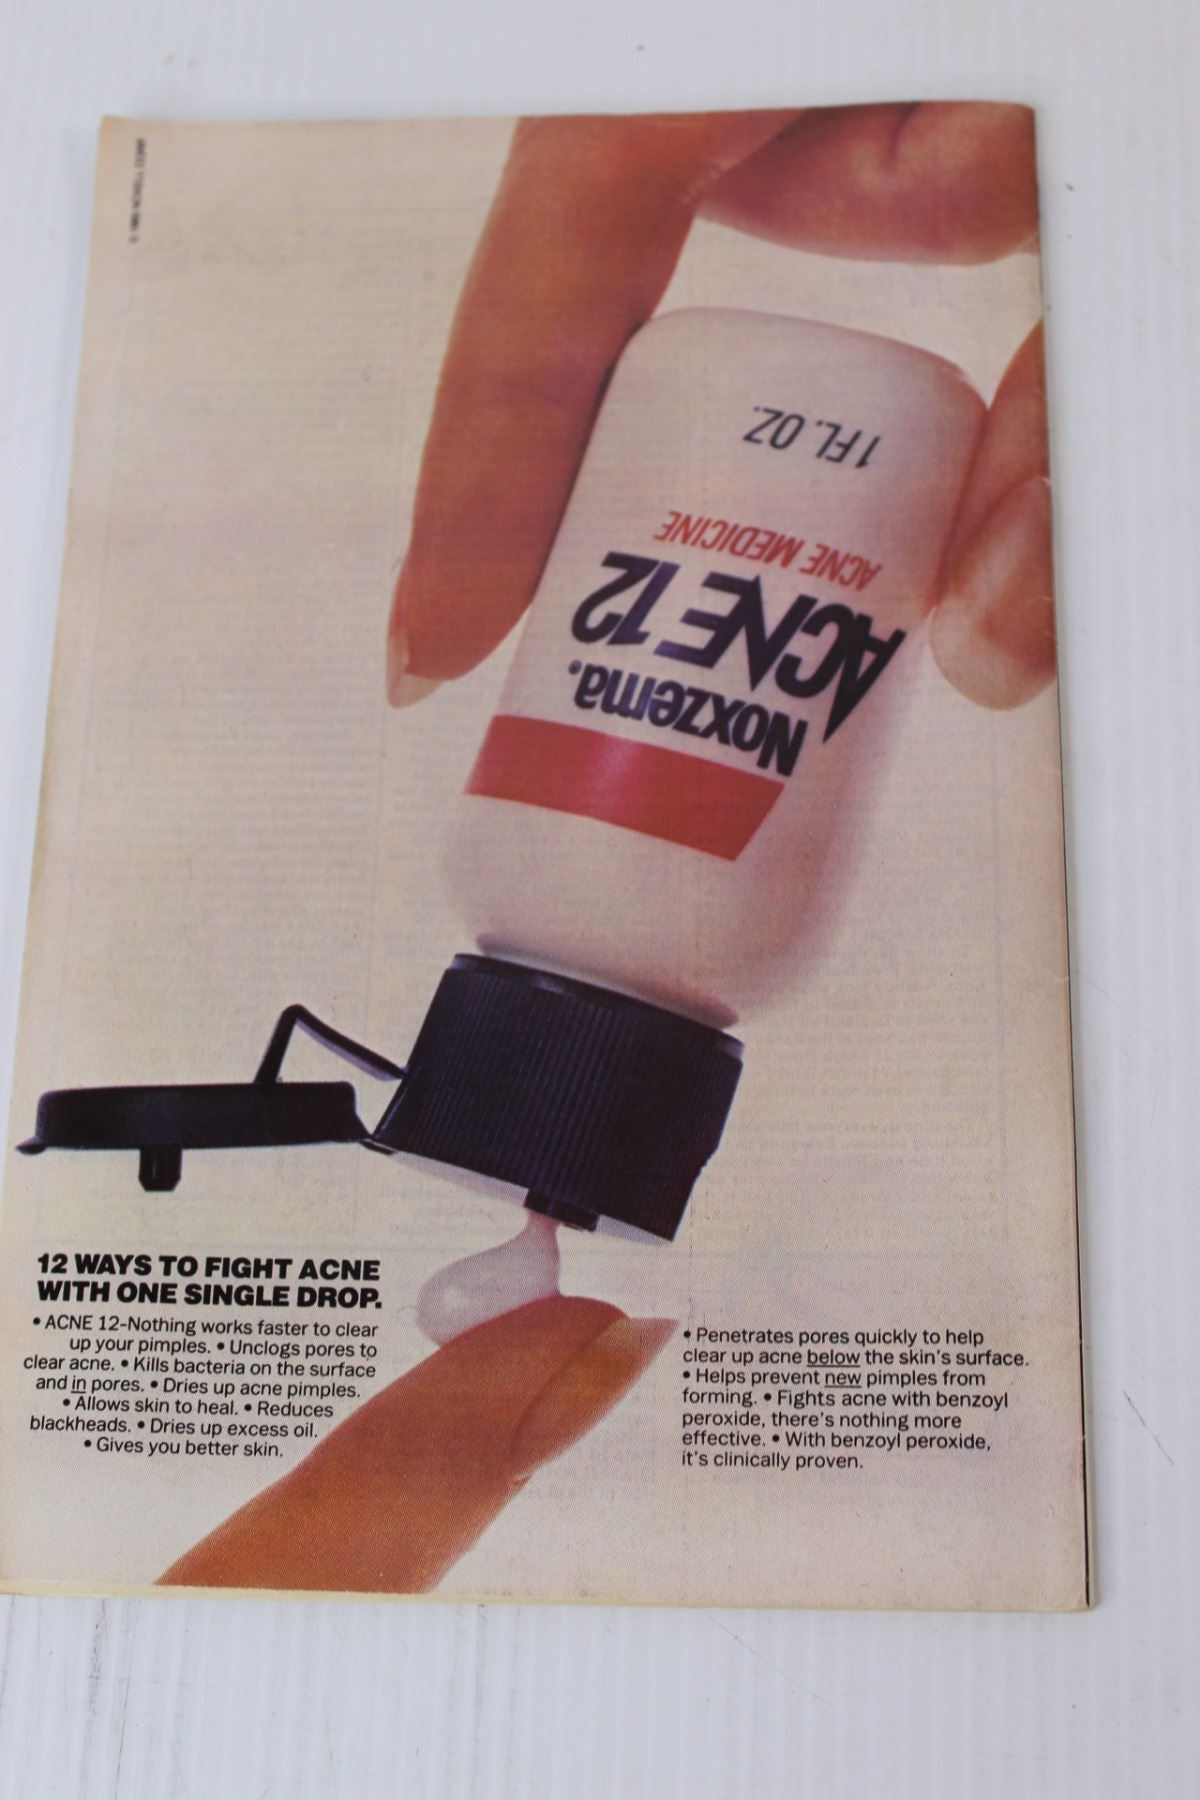 1 FL. OZ.
ACNE MEDICINE
ACNE 12
Noxzema.
12 WAYS TO FIGHT ACNE
WITH ONE SINGLE DROP.
• ACNE 12-Nothing works faster to clear
up your pimples. • Unclogs pores to
clear acne. • Kills bacteria on the surface
and in pores. • Dries up acne pimples.
• Allows skin to heal. • Reduces
blackheads. • Dries up excess oil.
• Gives you better skin.
• Penetrates pores quickly to help
clear up acne below the skin's surface.
• Helps prevent new pimples from
forming. • Fights acne with benzoyl
peroxide, there's nothing more
effective. • With benzoyl peroxide,
it's clinically proven.